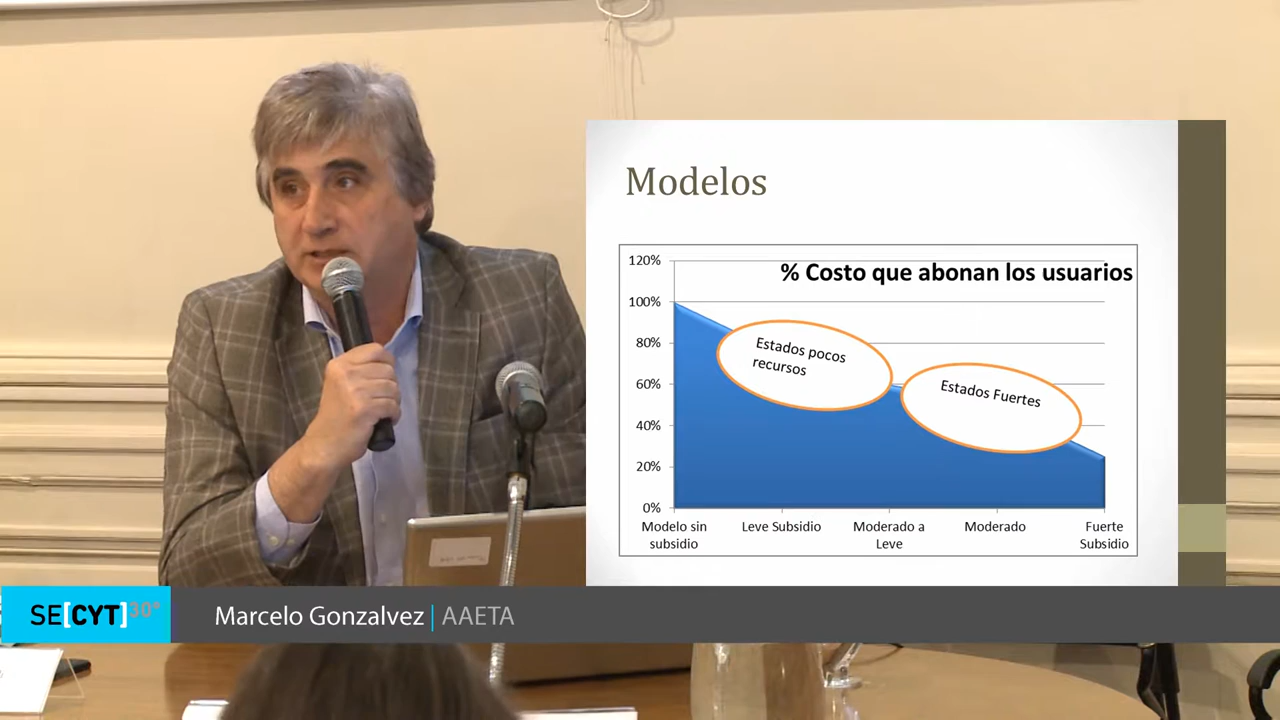 Modelos
% Costo que abonan los usuarios
120%
100%
80%
60%
40%
20%
0%
Estados pocos
recursos
Estados Fuertes
Modelo sin
subsidio
Leve Subsidio
Moderado a
Leve
Moderado
Fuerte
Subsidio
SE[CYT]30°
Marcelo Gonzalvez | AAETA